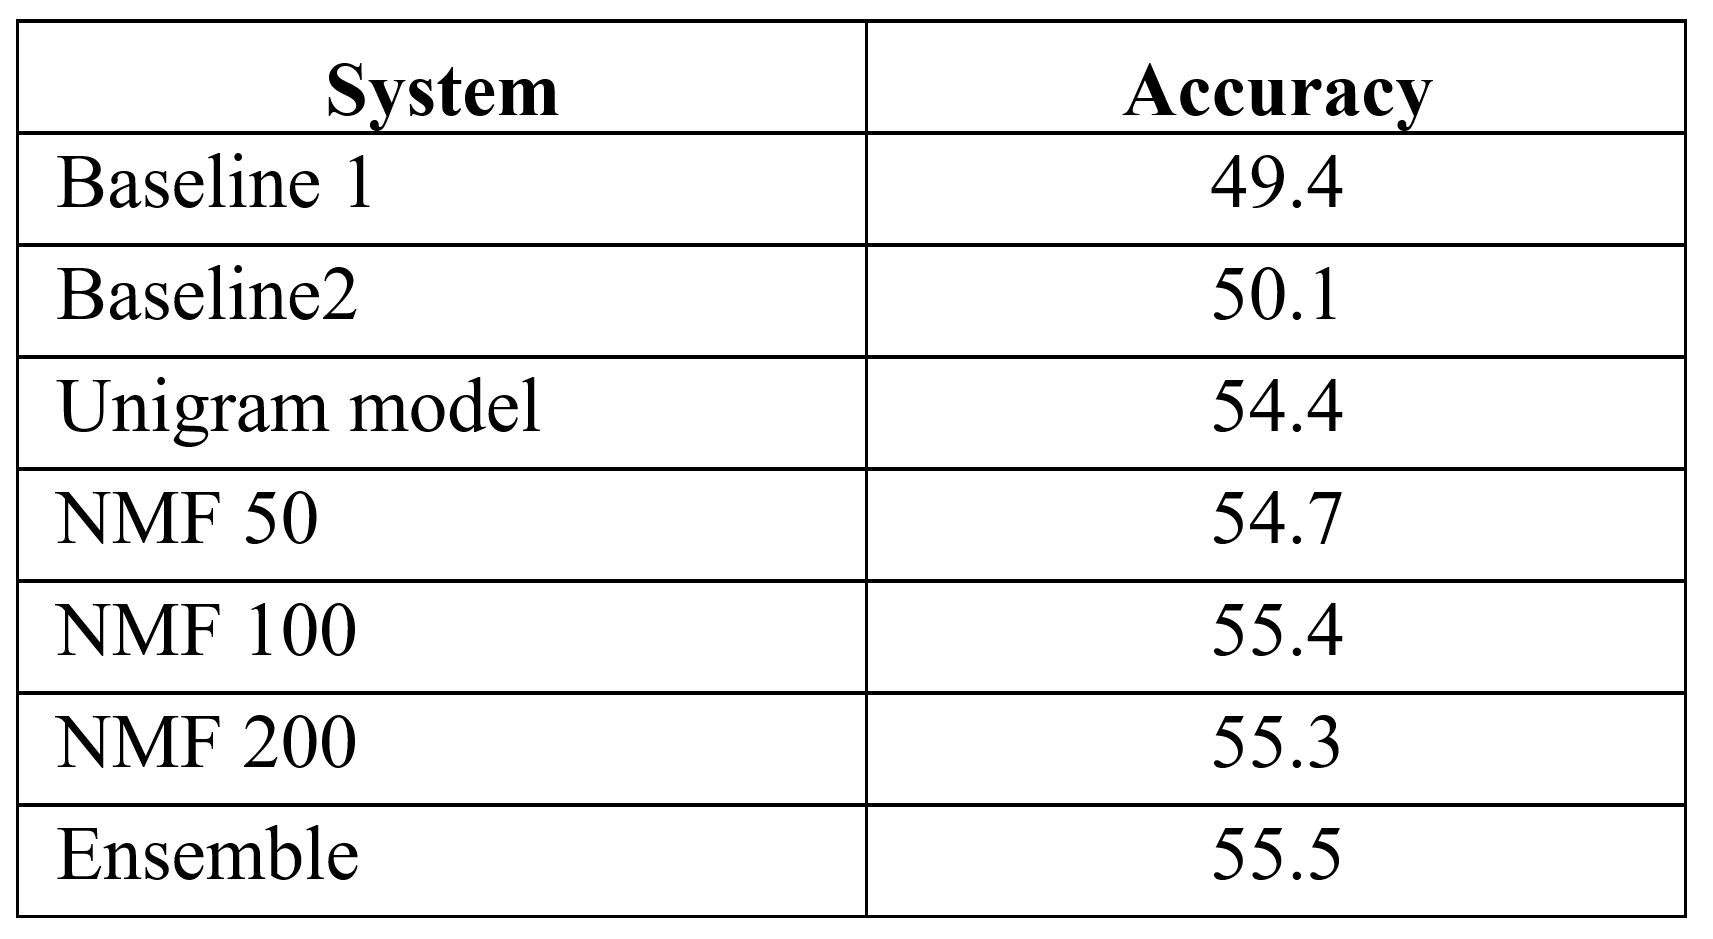 System Accuracy
Baseline 1 49.4
Baseline2 50.1
Unigram model 54.4
NMF 50 54.7
NMF 100 55.4
NMF 200 55.3
Ensemble 55.5